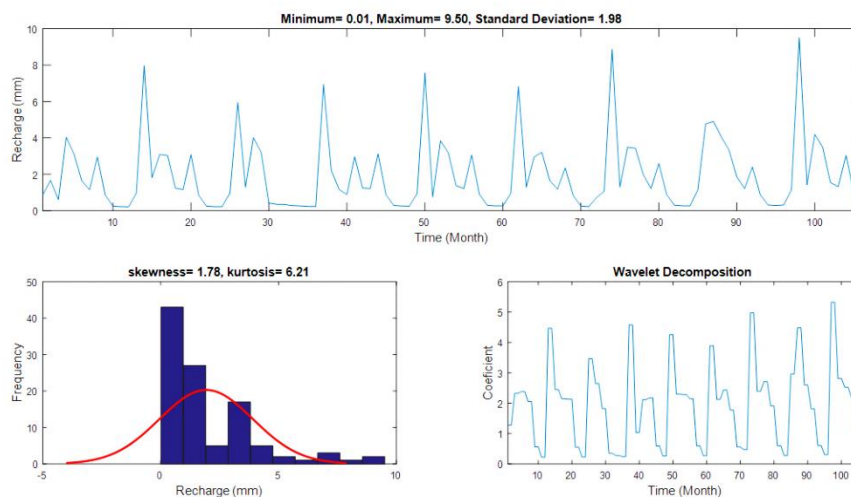 Minimum= 0.01, Maximum= 9.50, Standard Deviation= 1.98
10
8
6
4
2
0
Recharge (mm)
10 20 30 40 50 60 70 80 90 100
Time (Month)
skewness= 1.78, kurtosis= 6.21
50
40
30
20
10
0
Frequency
-5 0 5 10
Recharge (mm)
Wavelet Decomposition
6
5
4
3
2
1
0
Coeficient
10 20 30 40 50 60 70 80 90 100
Time (Month)